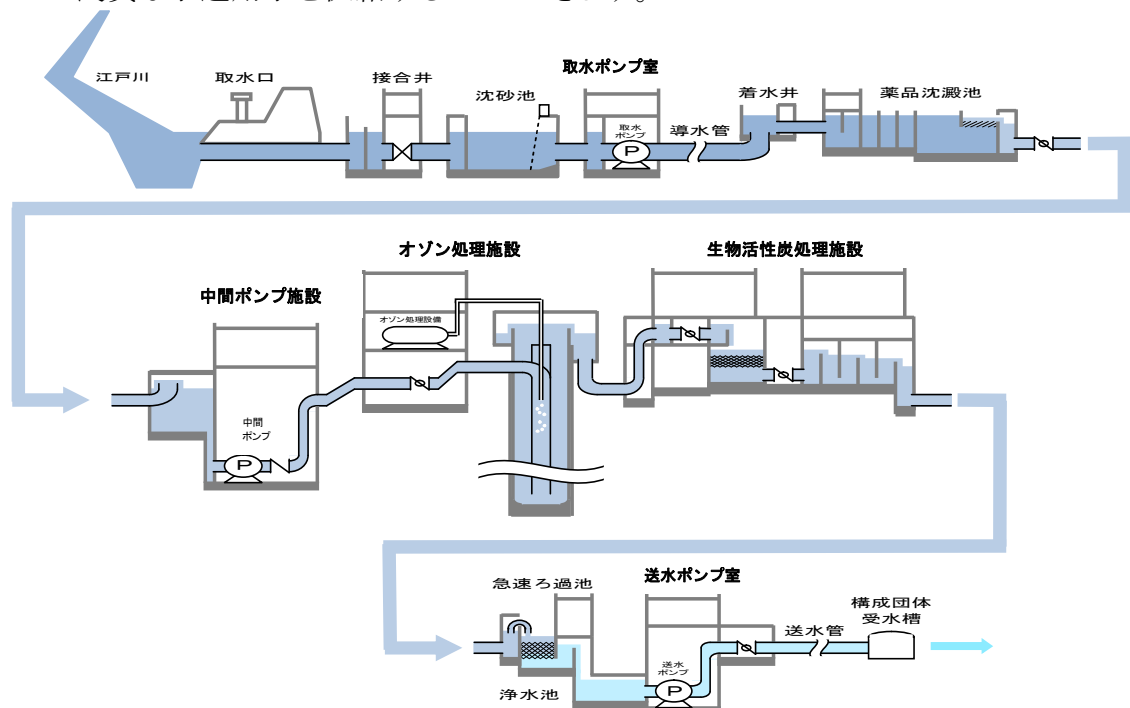 江戸川
取水口
接合井
沈砂池
取水ポンプ室
取水
ポンプ
P
導水管
着水井
薬品沈澱池
中間ポンプ施設
中間
ポンプ
P
オゾン処理施設
オゾン処理設備
生物活性炭処理施設
急速ろ過池
浄水池
送水ポンプ室
送水
ポンプ
P
送水管
構成団体
受水槽